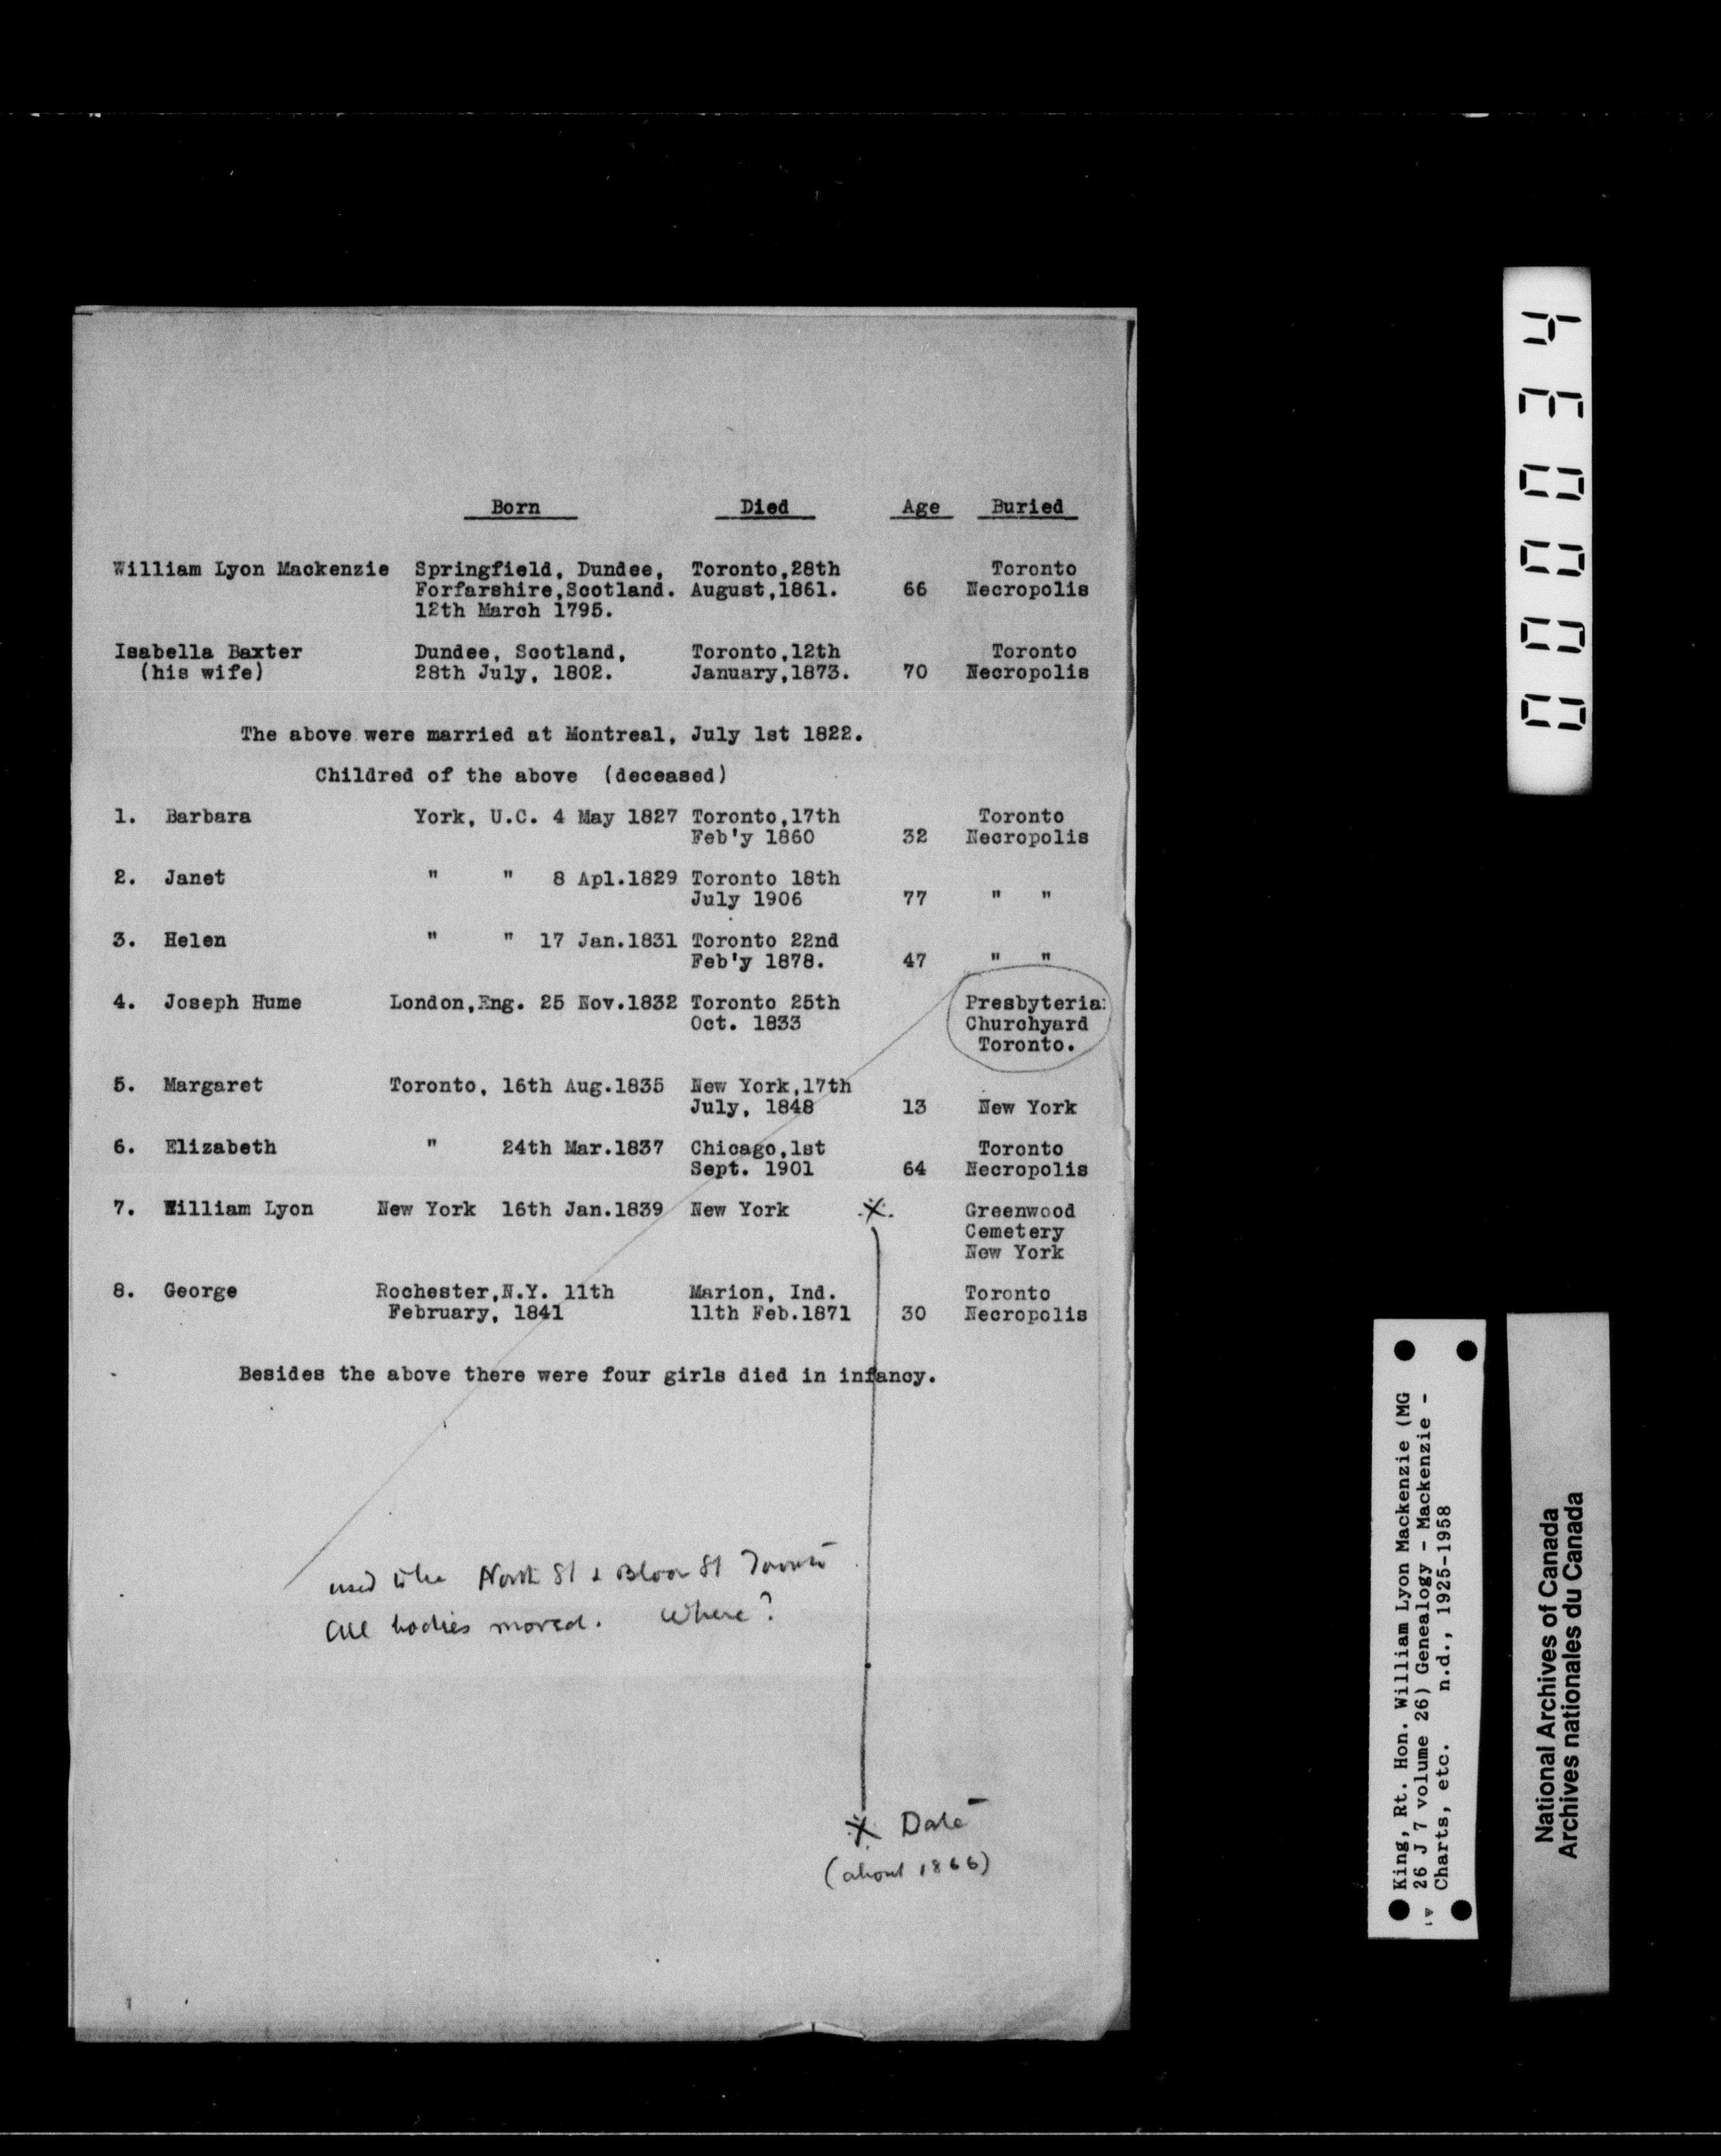 Born Died Age Buried
William Lyon Mackenzie Springfield, Dundee, Toronto,28th Toronto
Forfarshire,Scotland. August,1861. 66 Necropolis
12th March 1795.
Isabella Baxter Dundee, Scotland, Toronto,12th Toronto
(his wife) 28th July, 1802. January,1873. 70 Necropolis
The above were married at Montreal, July 1st 1822.
Childred of the above (deceased)
1. Barbara York, U.C. 4 May 1827 Toronto,17th Toronto
Feb'y 1860 32 Necropolis
2. Janet " " 8 Apl.1829 Toronto 18th
July 1906 77 " "
3. Helen " " 17 Jan.1831 Toronto 22nd
Feb'y 1878. 47 " "
4. Joseph Hume London,Eng. 25 Nov.1832 Toronto 25th Presbyteria
Oct. 1833 Churchyard
Toronto.
5. Margaret Toronto, 16th Aug.1835 New York,17th
July, 1848 13 New York
6. Elizabeth " 24th Mar.1837 Chicago,1st Toronto
Sept. 1901 64 Necropolis
7. William Lyon New York 16th Jan.1839 New York Greenwood
Cemetery
New York
8. George Rochester,N.Y. 11th Marion, Ind. Toronto
February, 1841 11th Feb.1871 30 Necropolis
Besides the above there were four girls died in infancy.
used to be North St & Bloor St Toronto
All bodies moved. Where?
Date
(about 1866)
000034
King, Rt. Hon. William Lyon Mackenzie (MG
26 J 7 volume 26) Genealogy - Mackenzie -
Charts, etc. n.d., 1925-1958
National Archives of Canada
Archives nationales du Canada